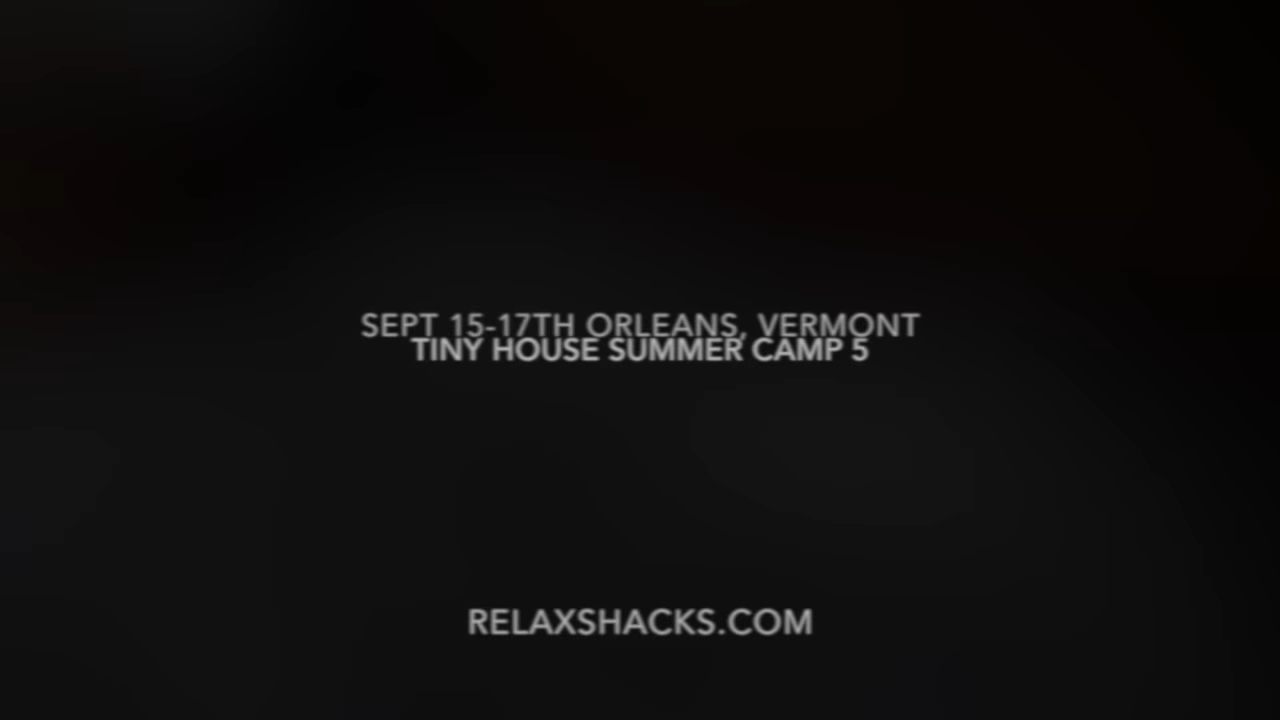 SEPT 15-17TH ORLEANS, VERMONT
TINY HOUSE SUMMER CAMP 5
RELAXSHACKS.COM